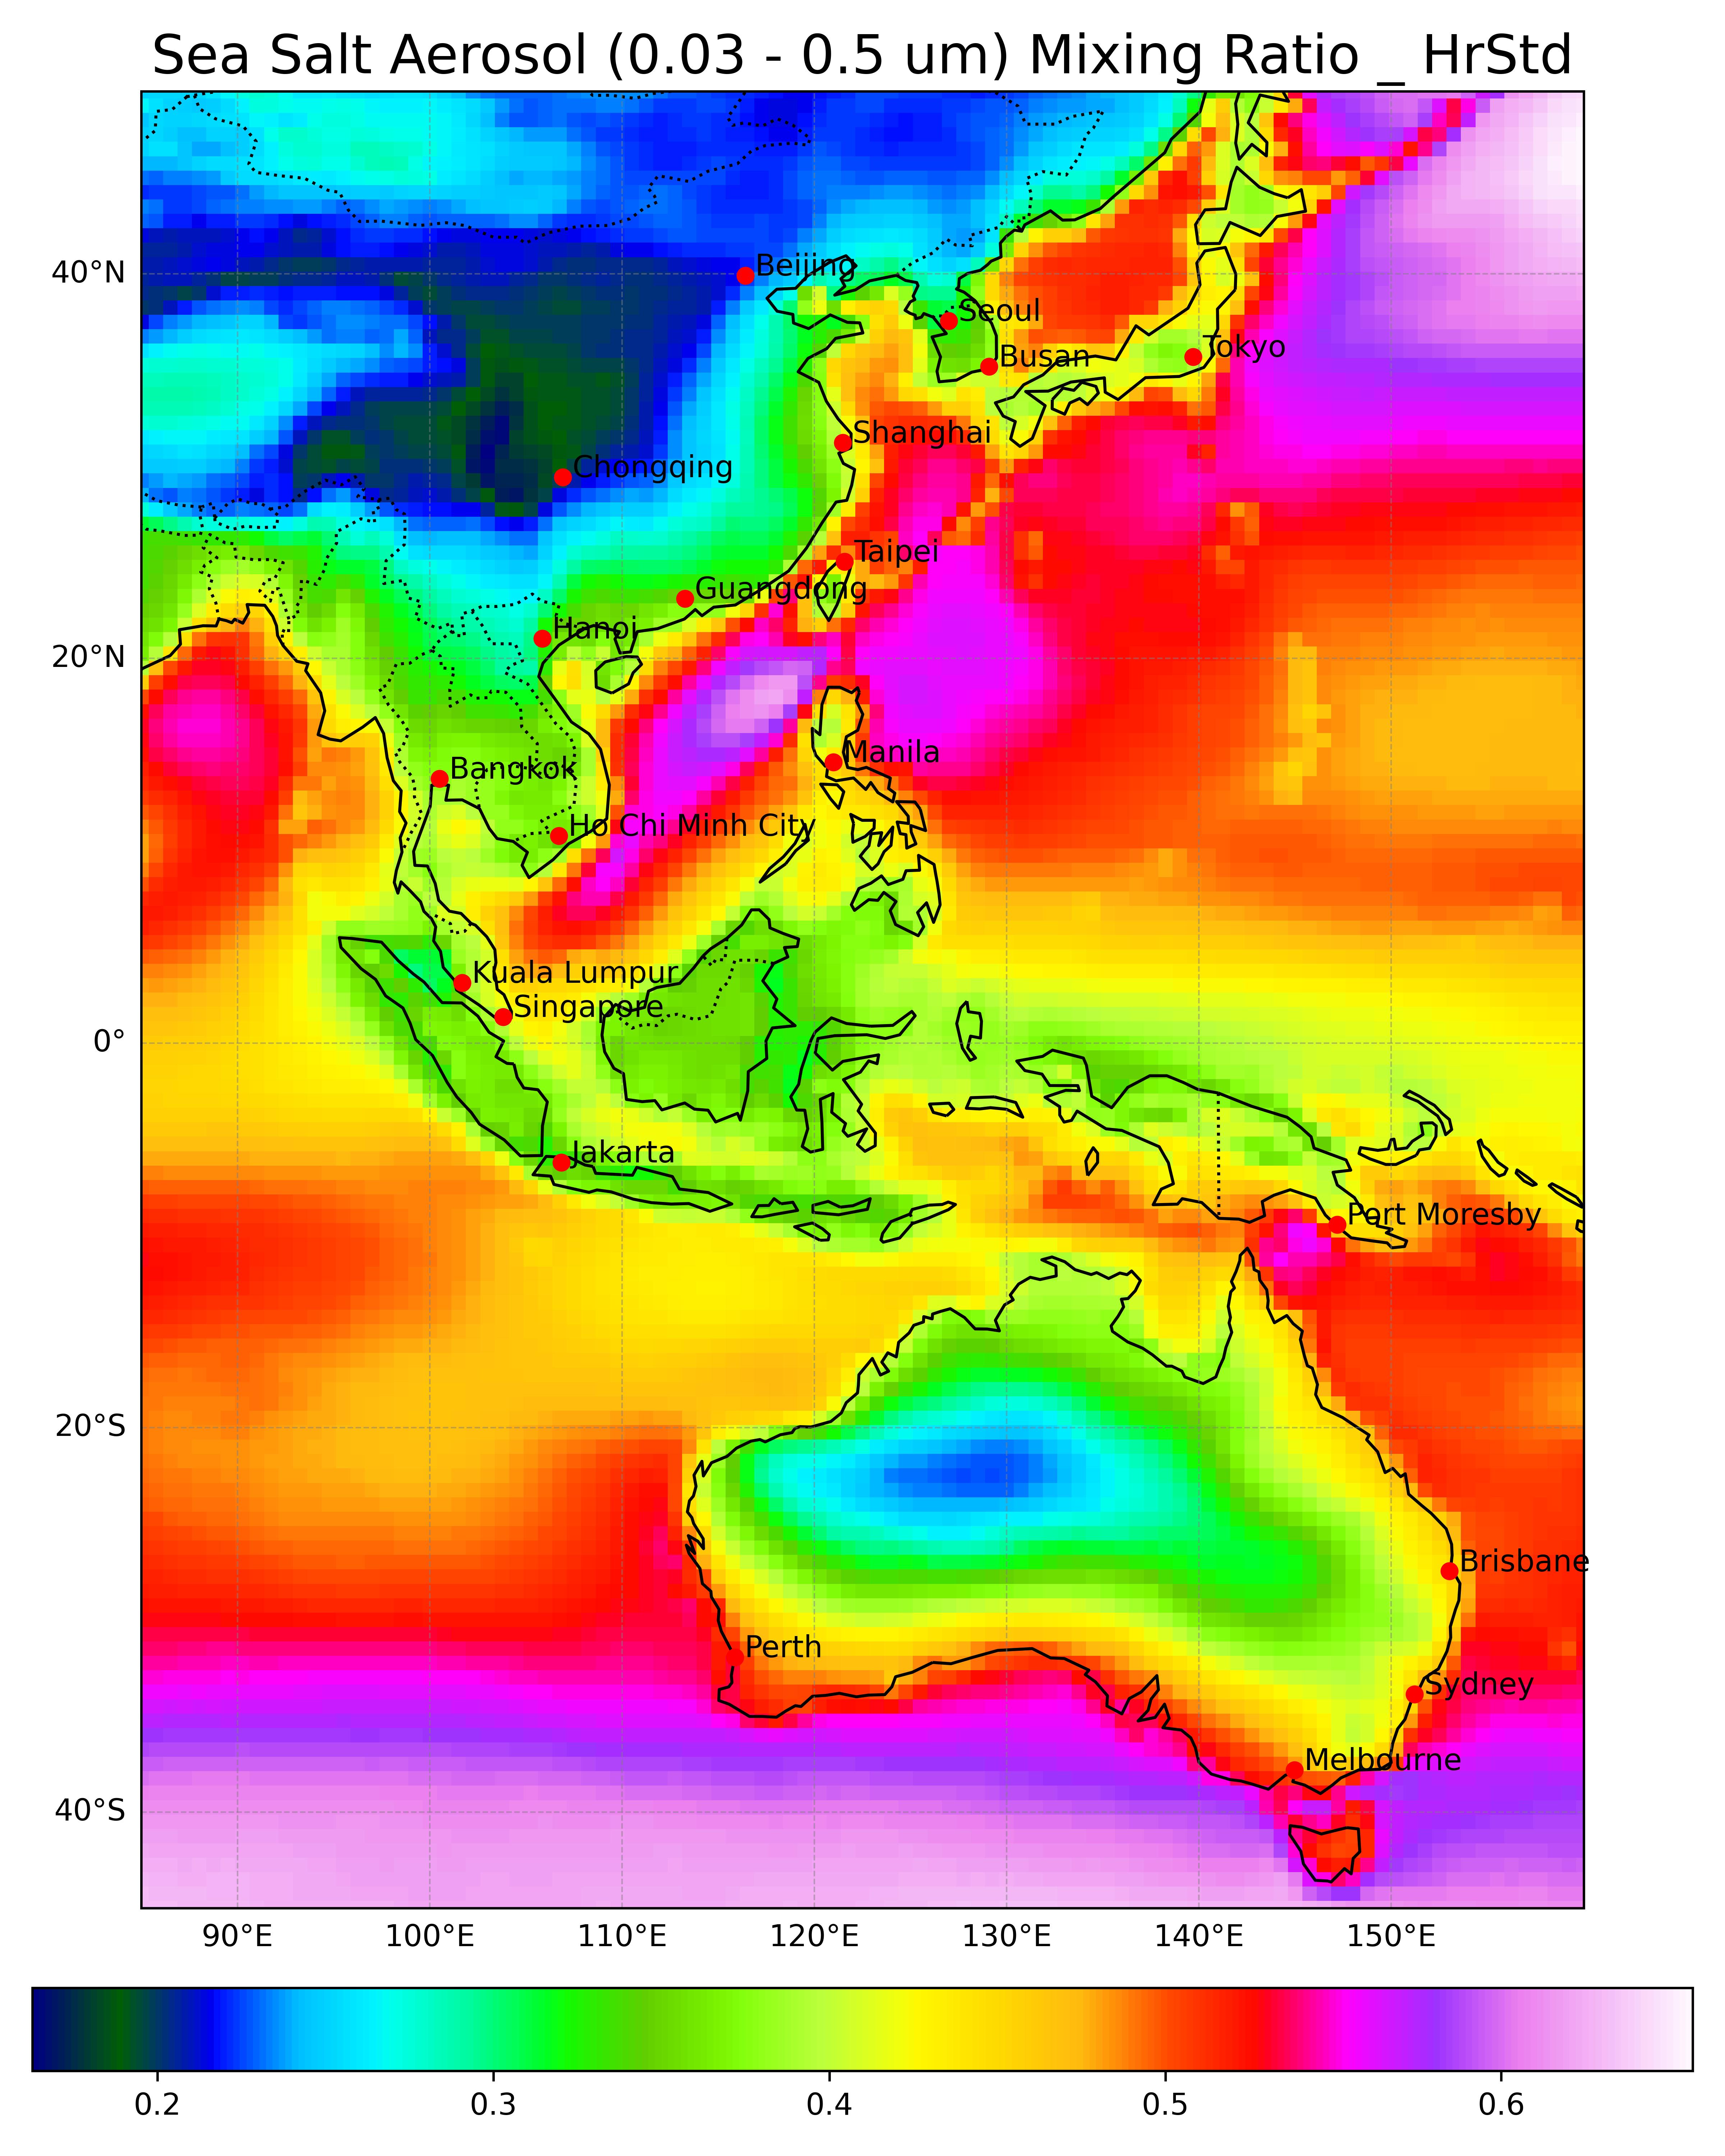 Sea Salt Aerosol (0.03 - 0.5 um) Mixing Ratio _ HrStd
40°N
20°N
0°
20°S
40°S
Beijing
Seoul
Busan
Tokyo
Shanghai
Chongqing
Taipei
Guangdong
Hanoi
Manila
Bangkok
Ho Chi Minh City
Kuala Lumpur
Singapore
Jakarta
Port Moresby
Brisbane
Perth
Sydney
Melbourne
90°E 100°E 110°E 120°E 130°E 140°E 150°E
0.2 0.3 0.4 0.5 0.6